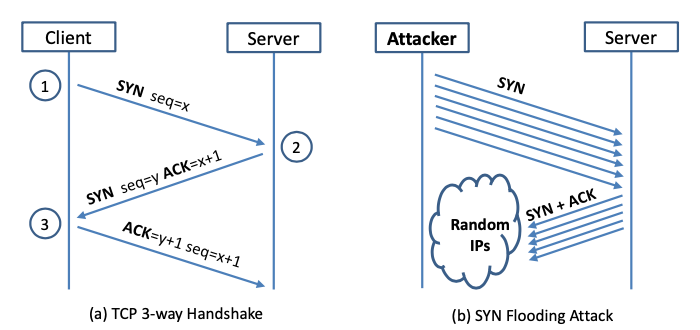 Client
Server
1
SYN seq=x
2
SYN seq=y ACK=x+1
3
ACK=y+1 seq=x+1
(a) TCP 3-way Handshake
Attacker
Server
SYN
SYN + ACK
Random
IPs
(b) SYN Flooding Attack